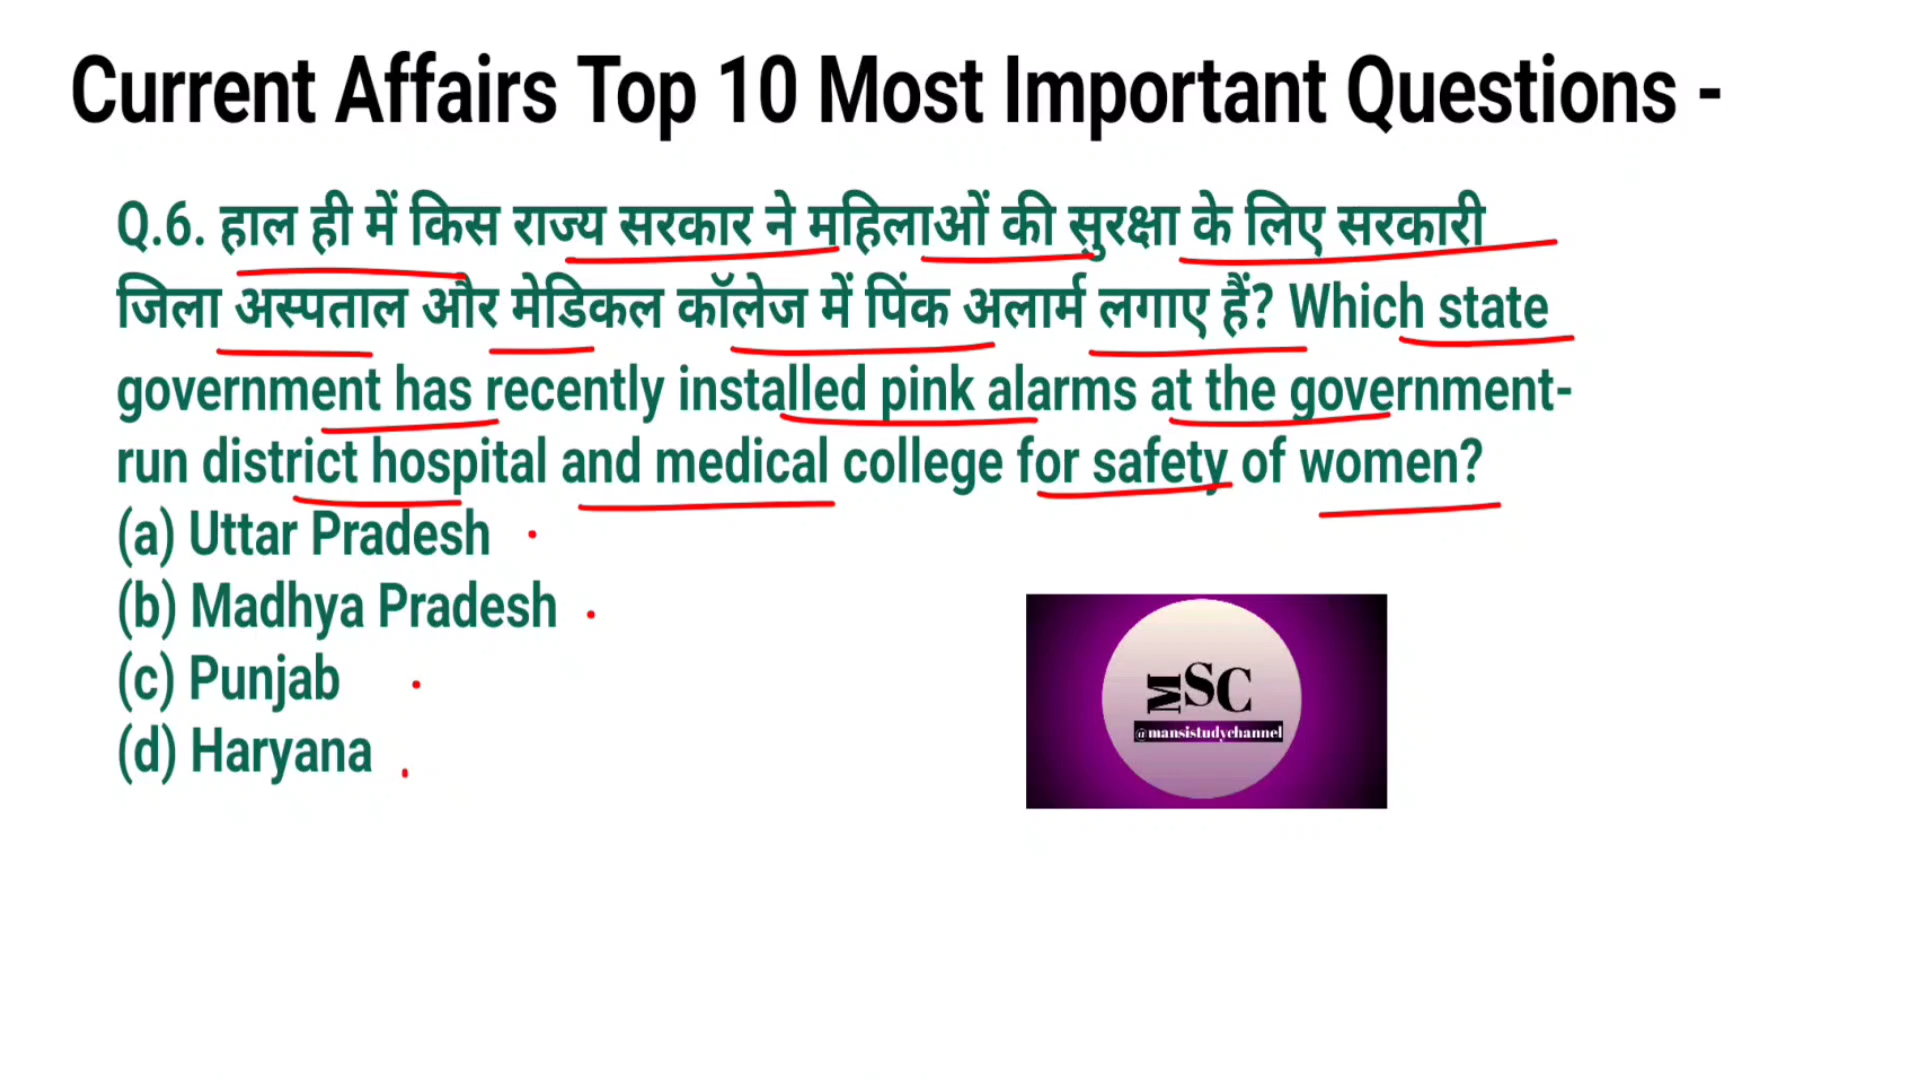 Current Affairs Top 10 Most Important Questions -
Q.6. हाल ही में किस राज्य सरकार ने महिलाओं की सुरक्षा के लिए सरकारी
जिला अस्पताल और मेडिकल कॉलेज में पिंक अलार्म लगाए हैं? Which state
government has recently installed pink alarms at the government-
run district hospital and medical college for safety of women?
(a) Uttar Pradesh
(b) Madhya Pradesh
(c) Punjab
(d) Haryana
MSC
@mansistudychannel